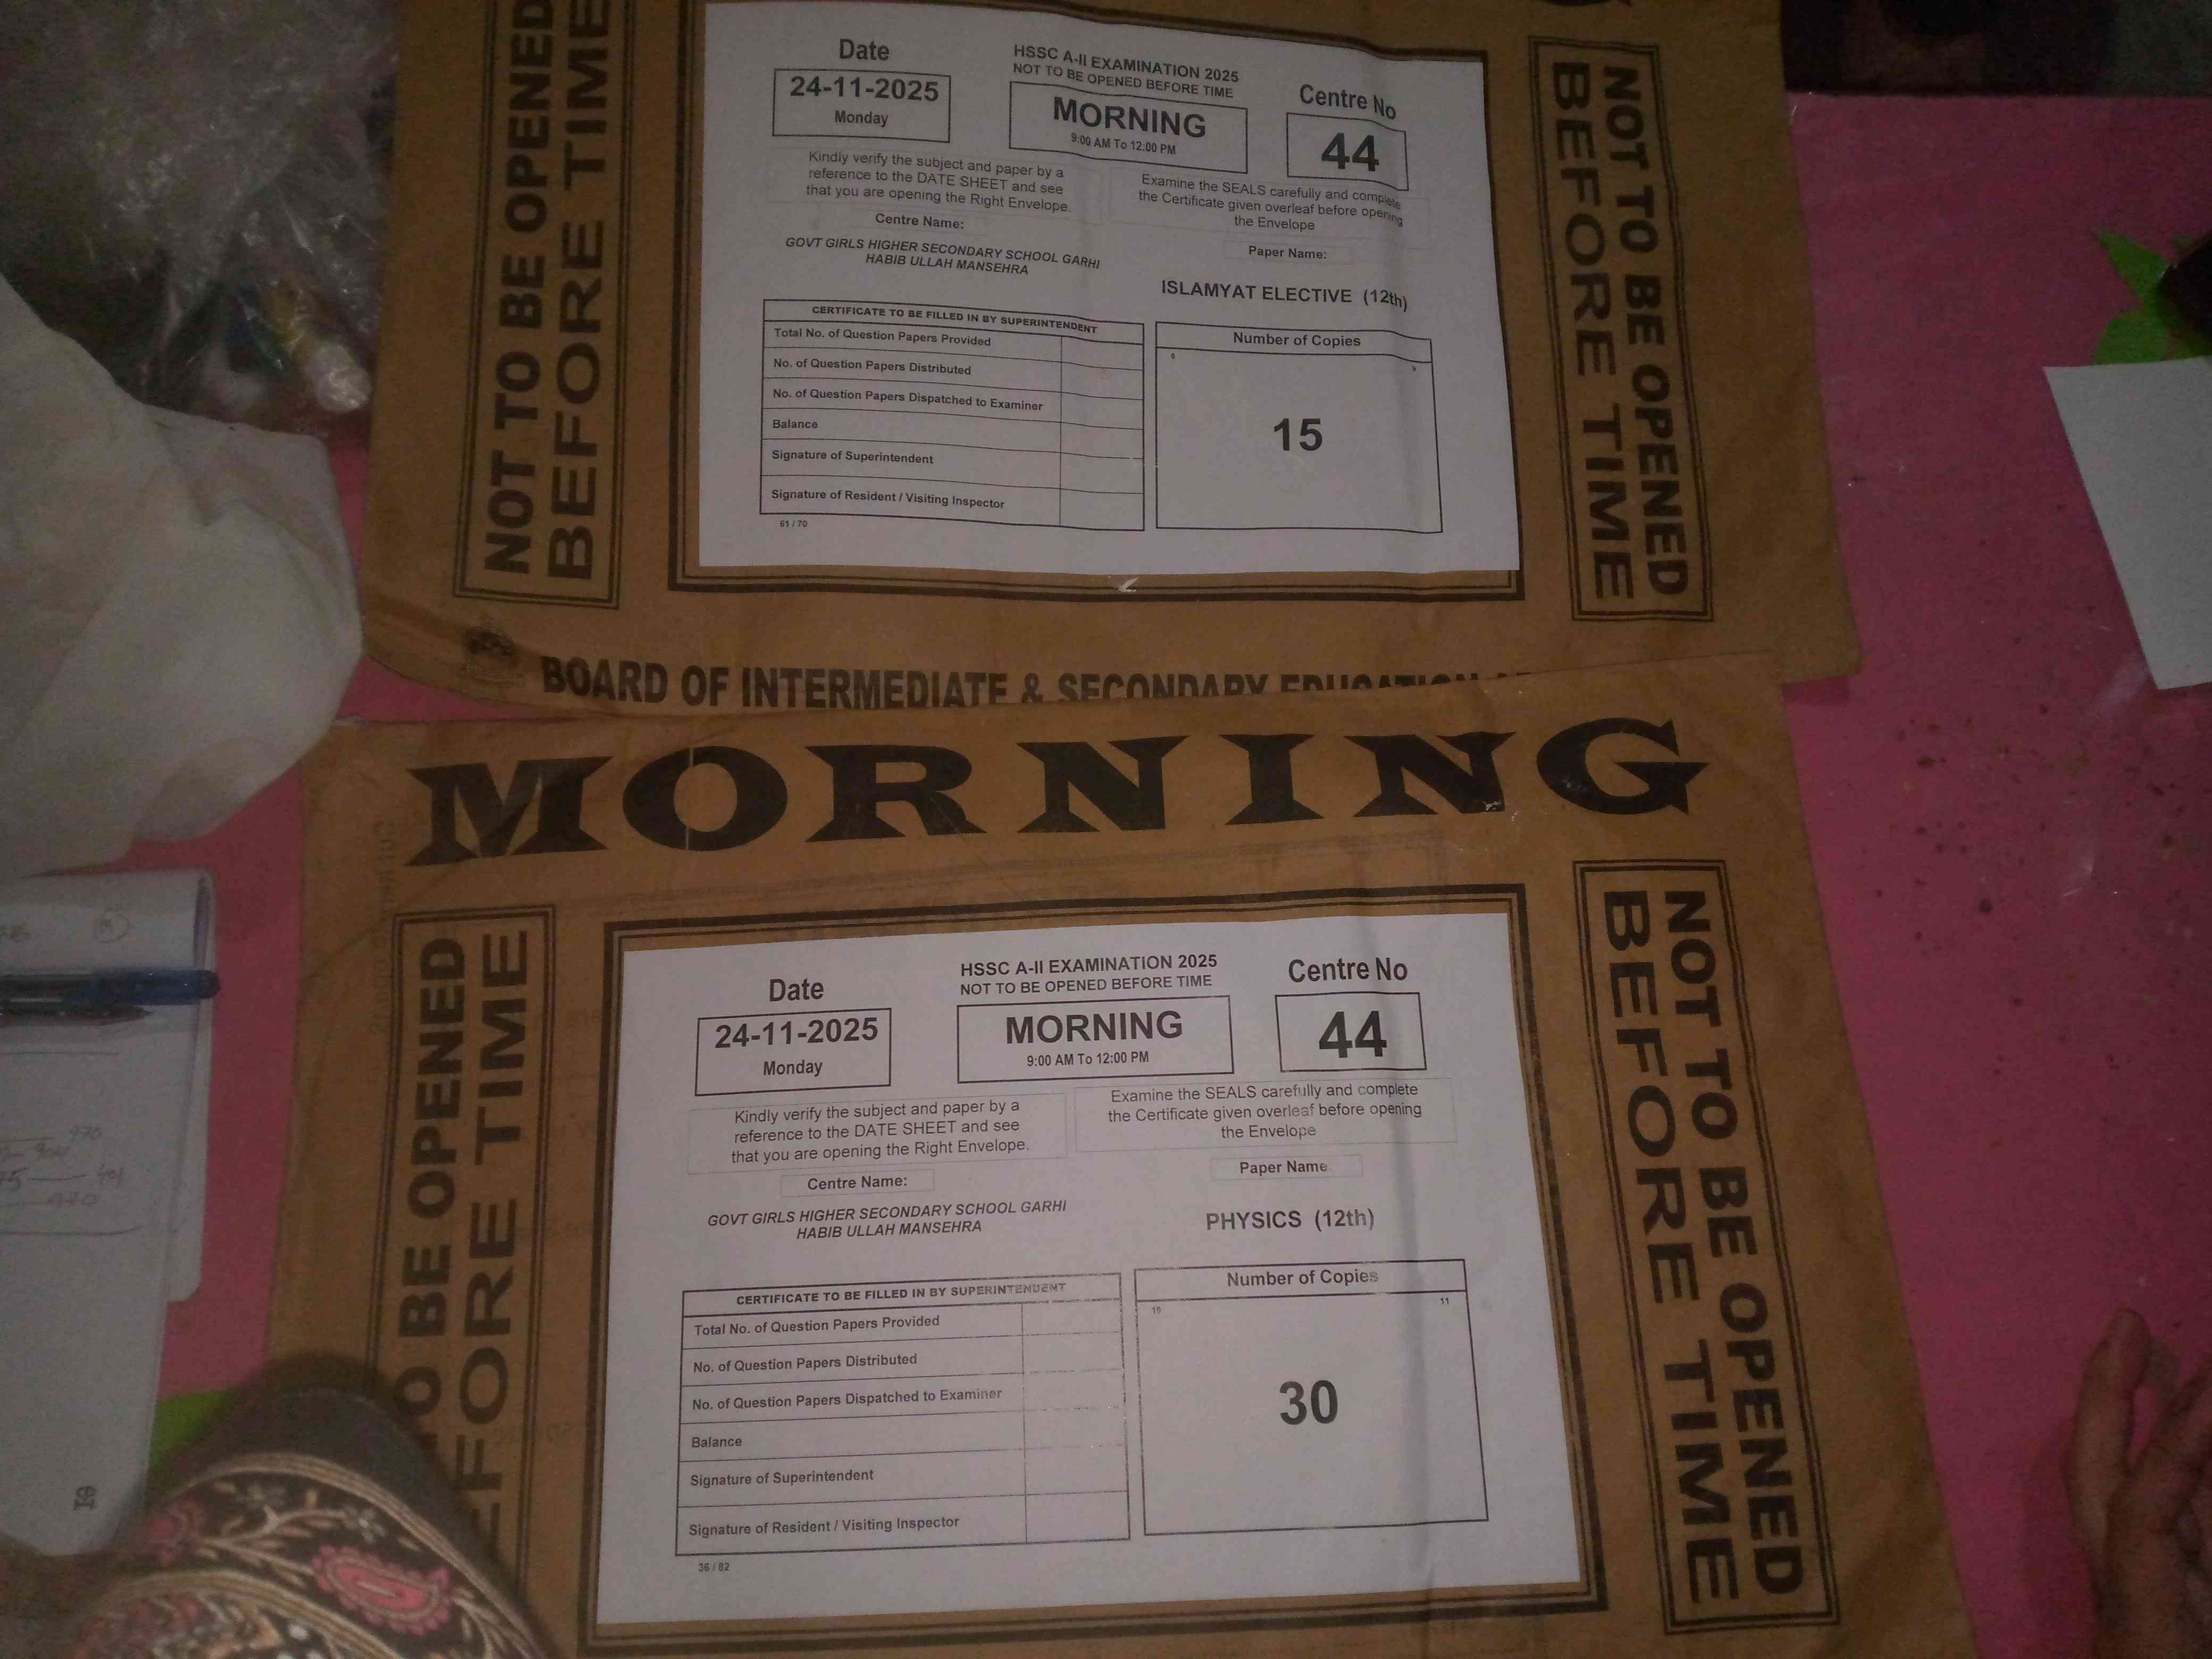 NOT TO BE OPENED
BEFORE TIME
Date
24-11-2025
Monday
HSSC A-II EXAMINATION 2025
NOT TO BE OPENED BEFORE TIME
MORNING
9:00 AM To 12:00 PM
Centre No
44
Kindly verify the subject and paper by a
reference to the DATE SHEET and see
that you are opening the Right Envelope.
Examine the SEALS carefully and complete
the Certificate given overleaf before opening
the Envelope
Centre Name:
GOVT GIRLS HIGHER SECONDARY SCHOOL GARHI
HABIB ULLAH MANSEHRA
Paper Name:
ISLAMYAT ELECTIVE (12th)
CERTIFICATE TO BE FILLED IN BY SUPERINTENDENT
Total No. of Question Papers Provided
No. of Question Papers Distributed
No. of Question Papers Dispatched to Examiner
Balance
Signature of Superintendent
Signature of Resident / Visiting Inspector
61 / 70
Number of Copies
15
NOT TO BE OPENED
BEFORE TIME
BOARD OF INTERMEDIATE & SECONDARY EDUCATION
MORNING
NOT TO BE OPENED
BEFORE TIME
Date
24-11-2025
Monday
HSSC A-II EXAMINATION 2025
NOT TO BE OPENED BEFORE TIME
MORNING
9:00 AM To 12:00 PM
Centre No
44
Kindly verify the subject and paper by a
reference to the DATE SHEET and see
that you are opening the Right Envelope.
Examine the SEALS carefully and complete
the Certificate given overleaf before opening
the Envelope
Centre Name:
GOVT GIRLS HIGHER SECONDARY SCHOOL GARHI
HABIB ULLAH MANSEHRA
Paper Name
PHYSICS (12th)
CERTIFICATE TO BE FILLED IN BY SUPERINTENDENT
Total No. of Question Papers Provided
No. of Question Papers Distributed
No. of Question Papers Dispatched to Examiner
Balance
Signature of Superintendent
Signature of Resident / Visiting Inspector
36 / 82
Number of Copies
19 11
30
TO BE OPENED
BEFORE TIME